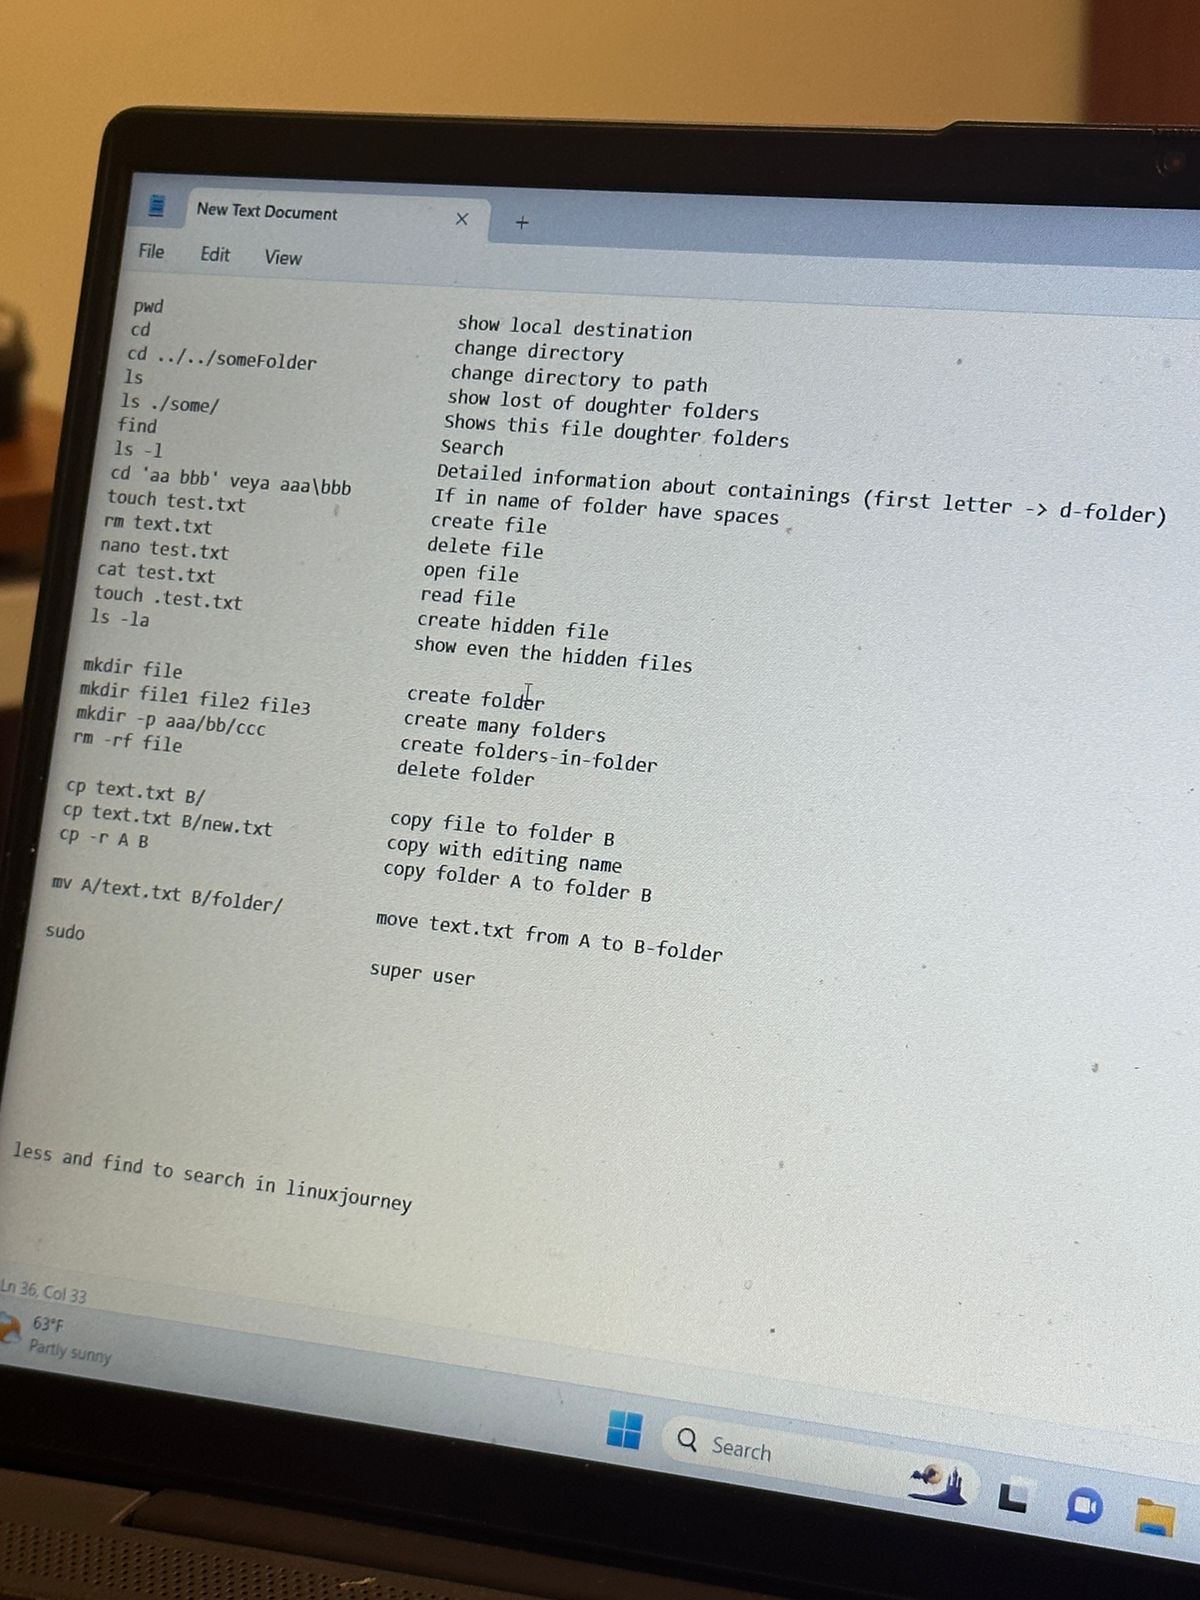 New Text Document
File Edit View
pwd show local destination
cd change directory
cd ../../someFolder change directory to path
ls show lost of doughter folders
ls ./some/ Shows this file doughter folders
find Search
ls -l Detailed information about containings (first letter -> d-folder)
cd 'aa bbb' veya aaa\bbb If in name of folder have spaces
touch test.txt create file
rm text.txt delete file
nano test.txt open file
cat test.txt read file
touch .test.txt create hidden file
ls -la show even the hidden files
mkdir file create folder
mkdir file1 file2 file3 create many folders
mkdir -p aaa/bb/ccc create folders-in-folder
rm -rf file delete folder
cp text.txt B/ copy file to folder B
cp text.txt B/new.txt copy with editing name
cp -r A B copy folder A to folder B
mv A/text.txt B/folder/ move text.txt from A to B-folder
sudo super user
less and find to search in linuxjourney
Ln 36, Col 33
63°F
Partly sunny
Search